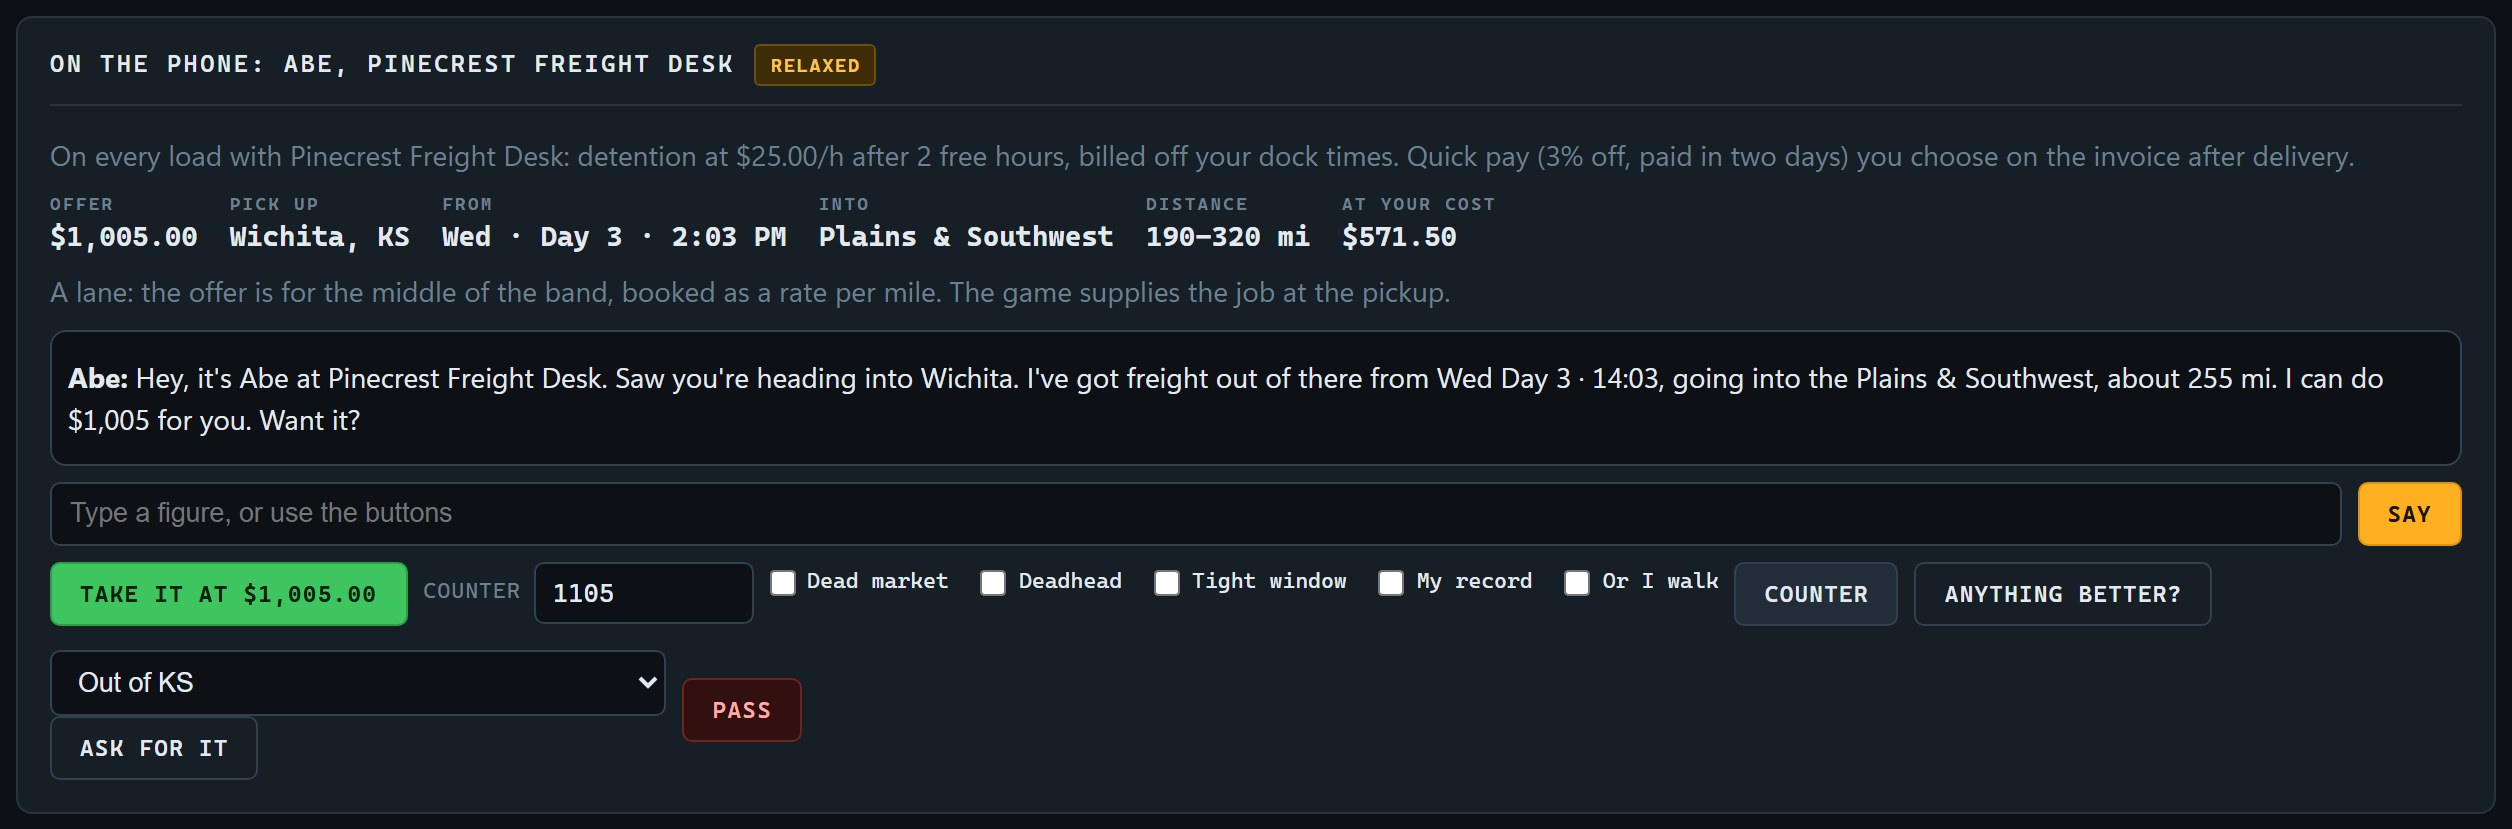 ON THE PHONE: ABE, PINECREST FREIGHT DESK RELAXED
On every load with Pinecrest Freight Desk: detention at $25.00/h after 2 free hours, billed off your dock times. Quick pay (3% off, paid in two days) you choose on the invoice after delivery.
OFFER PICK UP FROM INTO DISTANCE AT YOUR COST
$1,005.00 Wichita, KS Wed · Day 3 · 2:03 PM Plains & Southwest 190–320 mi $571.50
A lane: the offer is for the middle of the band, booked as a rate per mile. The game supplies the job at the pickup.
Abe: Hey, it's Abe at Pinecrest Freight Desk. Saw you're heading into Wichita. I've got freight out of there from Wed Day 3 · 14:03, going into the Plains & Southwest, about 255 mi. I can do
$1,005 for you. Want it?
Type a figure, or use the buttons SAY
TAKE IT AT $1,005.00 COUNTER 1105 Dead market Deadhead Tight window My record Or I walk COUNTER ANYTHING BETTER?
Out of KS
PASS
ASK FOR IT